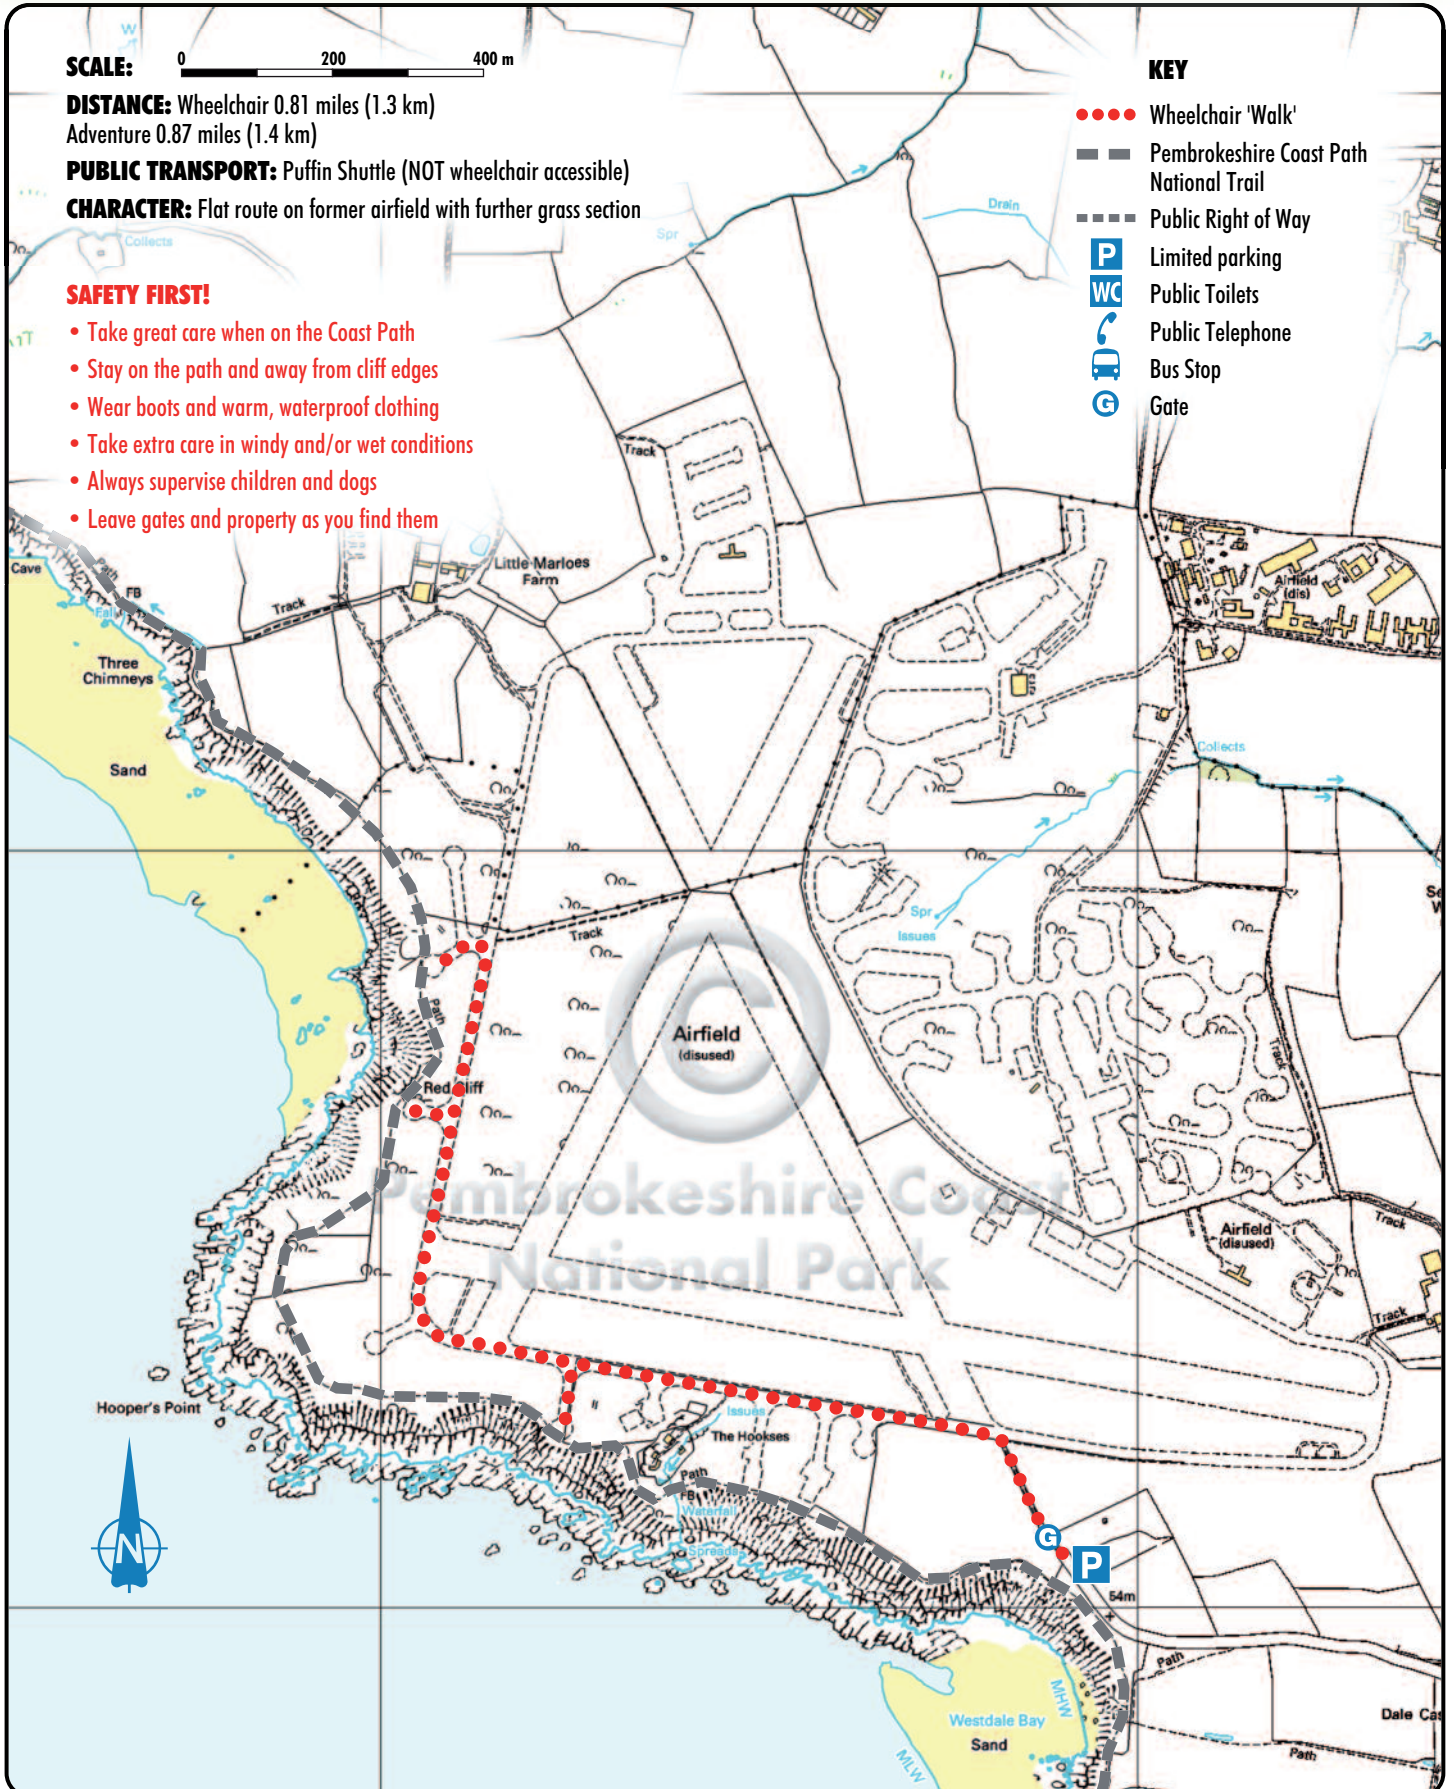 SCALE:
0 200 400 m
DISTANCE: Wheelchair 0.81 miles (1.3 km)
Adventure 0.87 miles (1.4 km)
PUBLIC TRANSPORT: Puffin Shuttle (NOT wheelchair accessible)
CHARACTER: Flat route on former airfield with further grass section
SAFETY FIRST!
• Take great care when on the Coast Path
• Stay on the path and away from cliff edges
• Wear boots and warm, waterproof clothing
• Take extra care in windy and/or wet conditions
• Always supervise children and dogs
• Leave gates and property as you find them
KEY
Wheelchair 'Walk'
Pembrokeshire Coast Path
National Trail
Public Right of Way
P Limited parking
WC Public Toilets
Public Telephone
Bus Stop
G Gate
W
Collects
Spr
Drain
Track
Cave
Path
FB
Fall
Track
Little Marloes
Farm
Airfield
(dis)
Three
Chimneys
Sand
Collects
Spr
Issues
Track
Path
Airfield
(disused)
Track
Red Cliff
©
Pembrokeshire Coast
National Park
Airfield
(disused)
Track
Track
Hooper's Point
Issues
The Hookses
Path
FB
Waterfall
Spreads
N
G
P
54m
Path
MHW
Westdale Bay
Sand
MLW
Dale Cas
Path